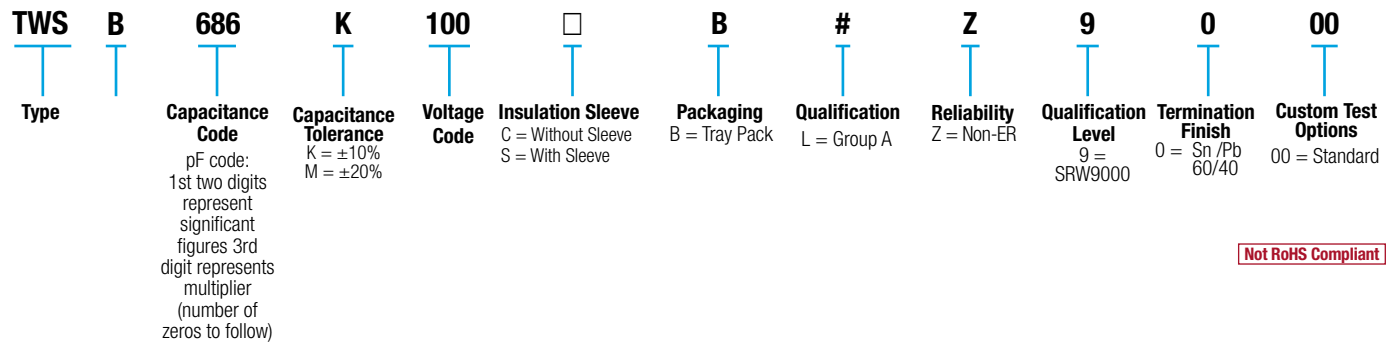 TWS B 686 K 100 □ B # Z 9 0 00
Type
Capacitance
Code
pF code:
1st two digits
represent
significant
figures 3rd
digit represents
multiplier
(number of
zeros to follow)
Capacitance
Tolerance
K = ±10%
M = ±20%
Voltage
Code
Insulation Sleeve
C = Without Sleeve
S = With Sleeve
Packaging
B = Tray Pack
Qualification
L = Group A
Reliability
Z = Non-ER
Qualification
Level
9 =
SRW9000
Termination
Finish
0 = Sn /Pb
60/40
Custom Test
Options
00 = Standard
Not RoHS Compliant